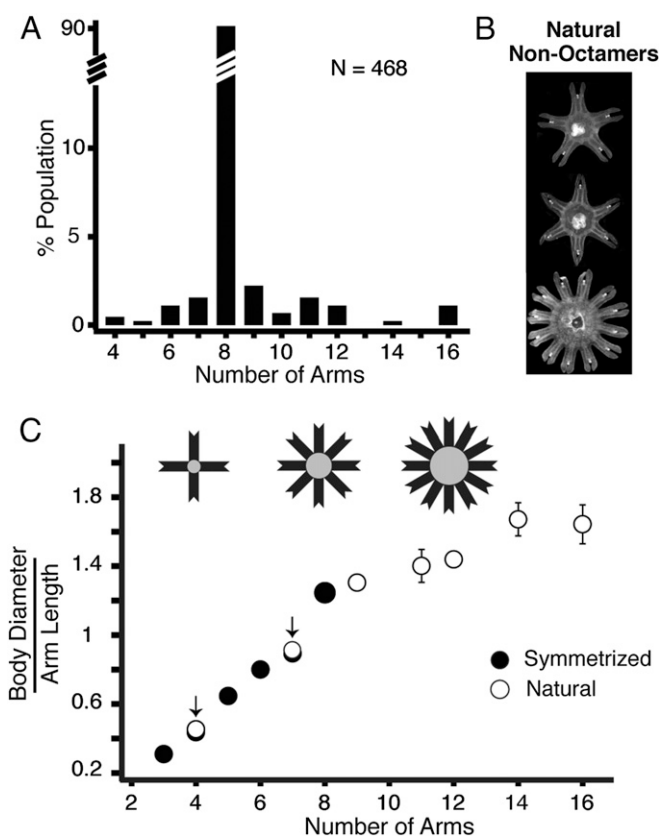 A
90
N = 468
10
5
0
% Population
4 6 8 10 12 14 16
Number of Arms
B
Natural
Non-Octamers
C
1.8
1.4
1
0.6
0.2
Body Diameter
Arm Length
Symmetrized
Natural
2 4 6 8 10 12 14 16
Number of Arms